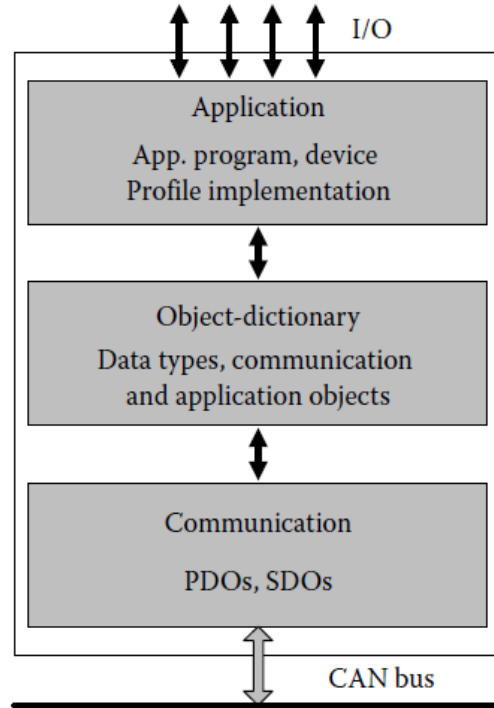 I/O
Application
App. program, device
Profile implementation
Object-dictionary
Data types, communication
and application objects
Communication
PDOs, SDOs
CAN bus